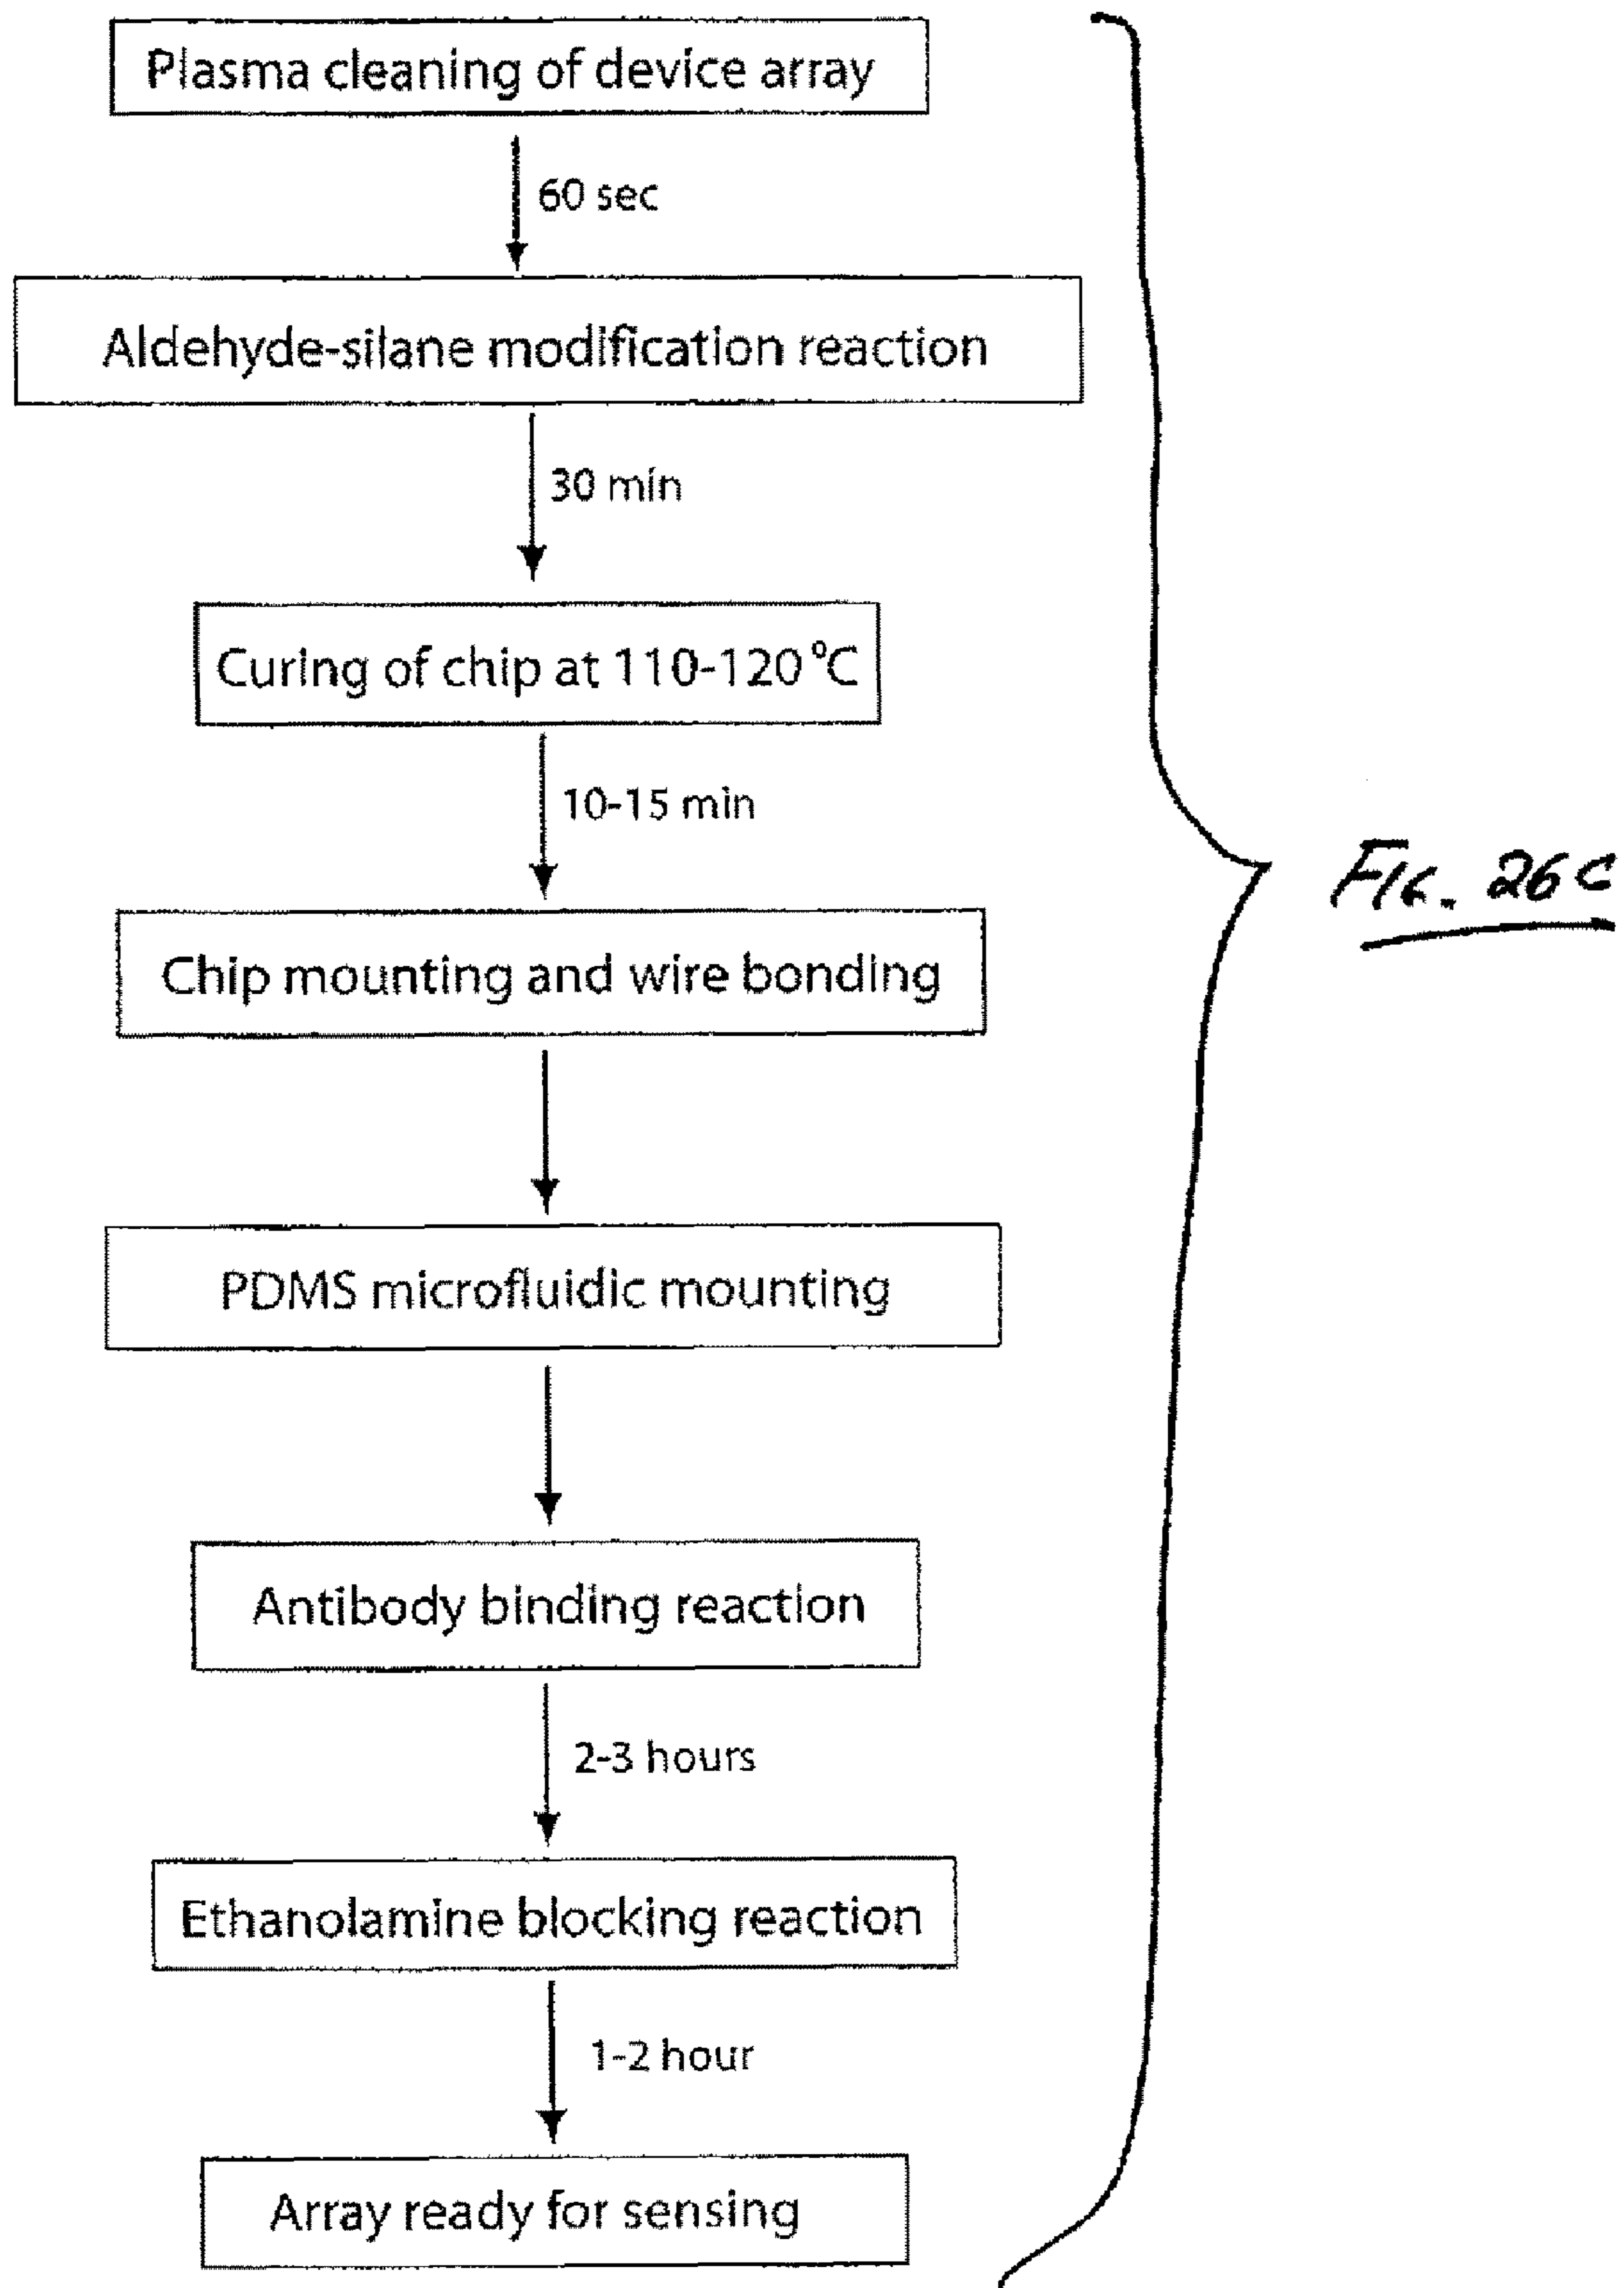 Plasma cleaning of device array
60 sec
Aldehyde-silane modification reaction
30 min
Curing of chip at 110-120 °C
10-15 min
FIG. 26C
Chip mounting and wire bonding
PDMS microfluidic mounting
Antibody binding reaction
2-3 hours
Ethanolamine blocking reaction
1-2 hour
Array ready for sensing